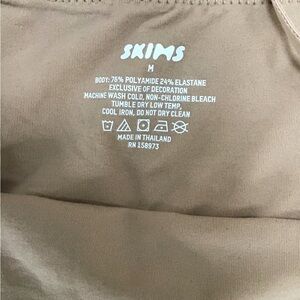 SKIMS
M
BODY: 76% POLYAMIDE 24% ELASTANE
EXCLUSIVE OF DECORATION
MACHINE WASH COLD, NON-CHLORINE BLEACH
TUMBLE DRY LOW TEMP,
COOL IRON, DO NOT DRY CLEAN
MADE IN THAILAND
RN 158973